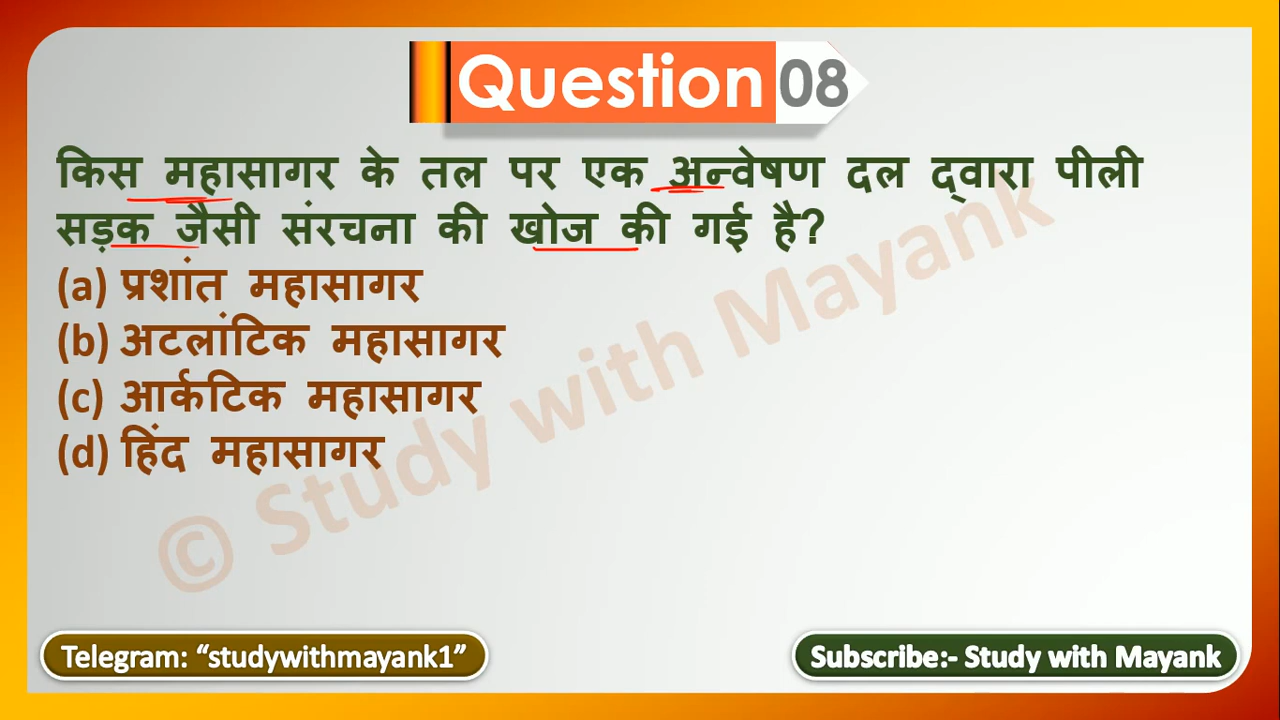 Question 08
किस महासागर के तल पर एक अन्वेषण दल द्वारा पीली
सड़क जैसी संरचना की खोज की गई है?
(a) प्रशांत महासागर
(b) अटलांटिक महासागर
(c) आर्कटिक महासागर
(d) हिंद महासागर
© Study with Mayank
Telegram: “studywithmayank1”
Subscribe:- Study with Mayank